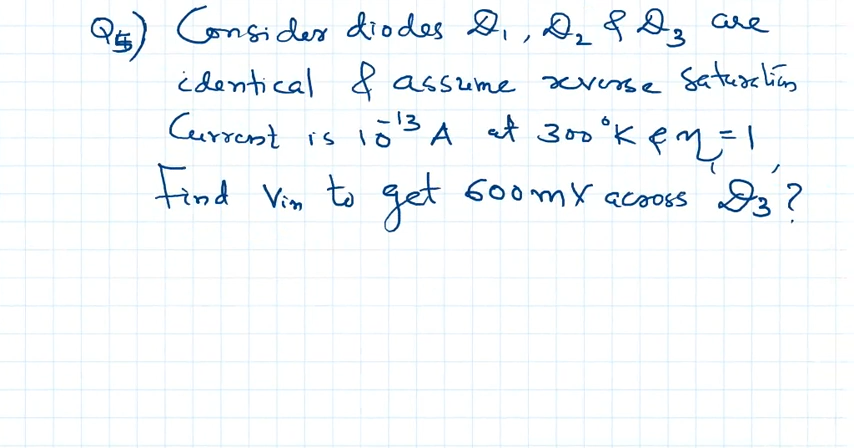 Q5) Consider diodes D1, D2 & D3 are
identical & assume reverse saturation
Current is 10^-13 A at 300°K & η=1
Find Vin to get 600mV across 'D3'?